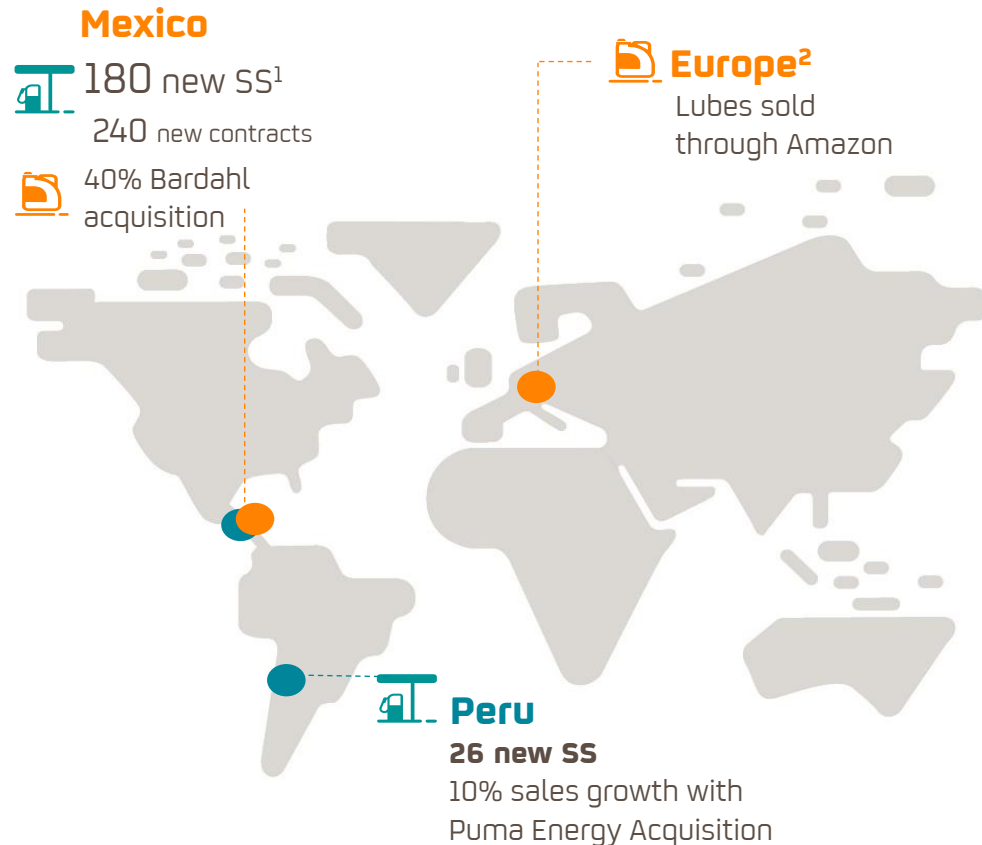 Mexico
180 new SS¹
240 new contracts
40% Bardahl
acquisition
Europe²
Lubes sold
through Amazon
Peru
26 new SS
10% sales growth with
Puma Energy Acquisition